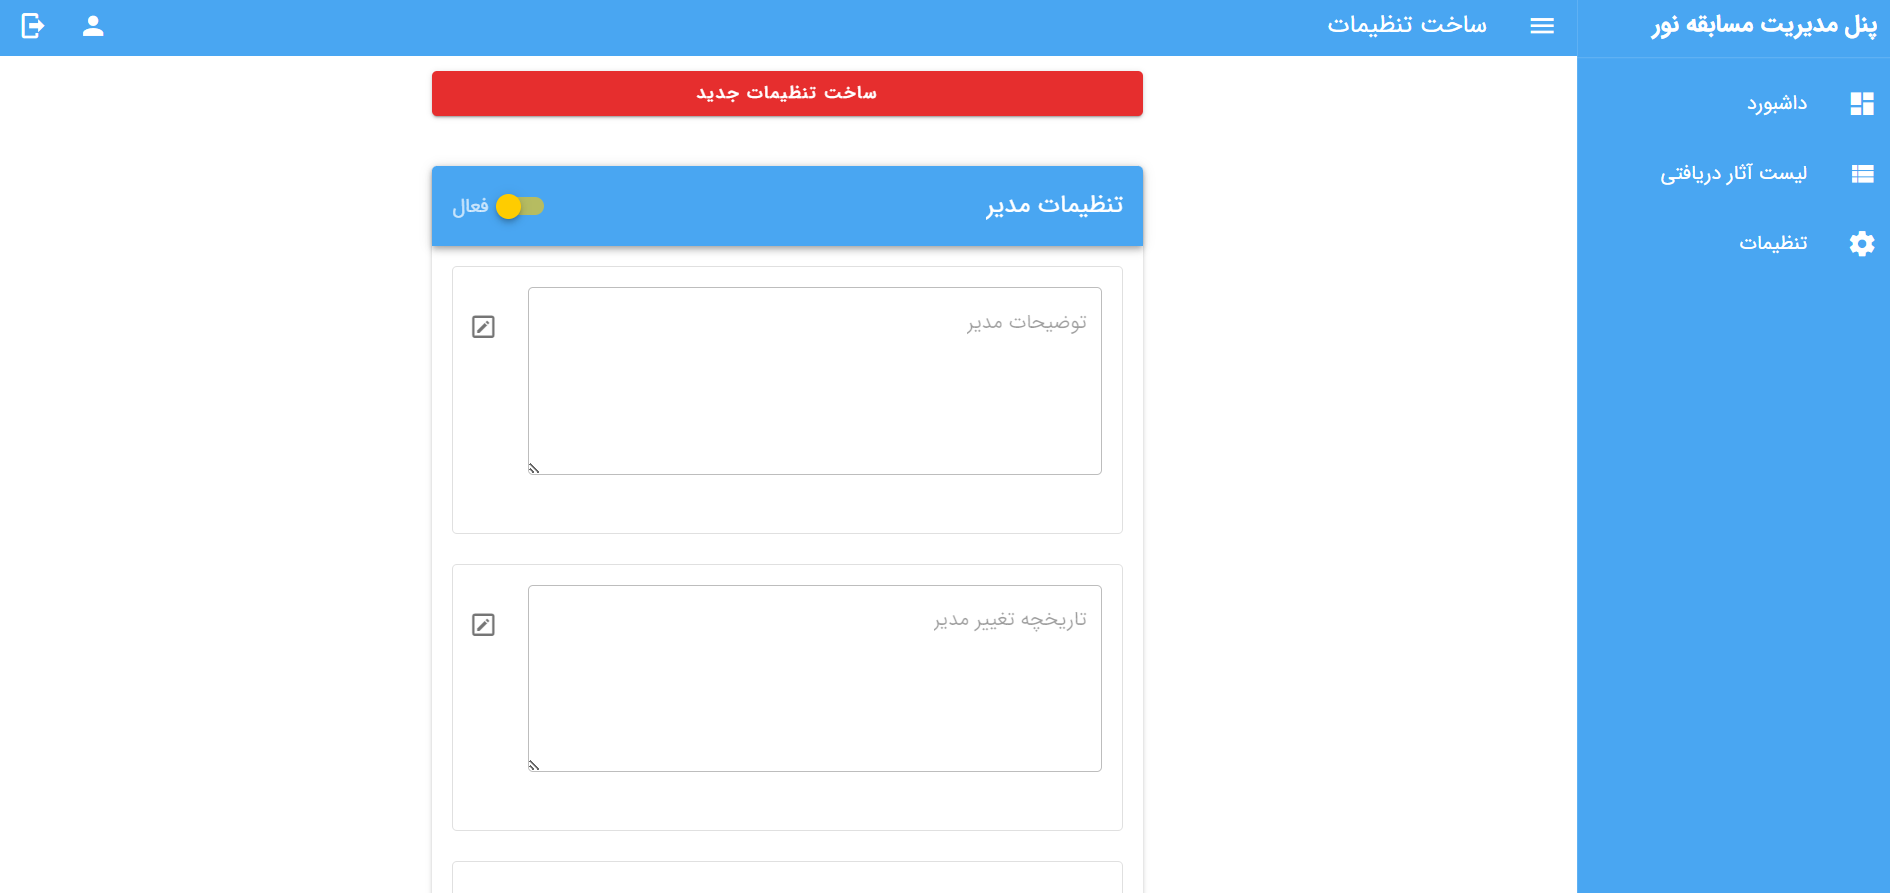 پنل مدیریت مسابقه نور
ساخت تنظیمات
داشبورد
لیست آثار دریافتی
تنظیمات
ساخت تنظیمات جدید
تنظیمات مدیر
فعال
توضیحات مدیر
تاریخچه تغییر مدیر